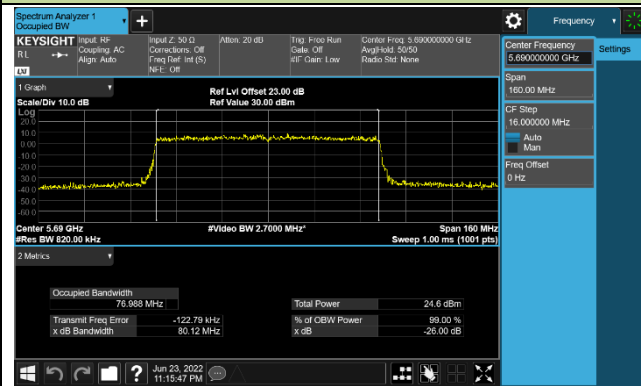 Spectrum Analyzer 1
Occupied BW
Frequency
KEYSIGHT
RL
LXI
Input: RF
Coupling: AC
Align: Auto
Input Z: 50 Ω
Corrections: Off
Freq Ref: Int (S)
NFE: Off
Atten: 20 dB
Trig: Free Run
Gate: Off
#IF Gain: Low
Center Freq: 5.690000000 GHz
Avg|Hold: 50/50
Radio Std: None
Center Frequency
5.690000000 GHz
Settings
Span
160.00 MHz
CF Step
16.000000 MHz
Auto
Man
Freq Offset
0 Hz
1 Graph
Scale/Div 10.0 dB
Ref Lvl Offset 23.00 dB
Ref Value 30.00 dBm
Log
20.0
10.0
0.00
-10.0
-20.0
-30.0
-40.0
-50.0
-60.0
Center 5.69 GHz
#Res BW 820.00 kHz
#Video BW 2.7000 MHz*
Span 160 MHz
Sweep 1.00 ms (1001 pts)
2 Metrics
Occupied Bandwidth
76.988 MHz
Total Power
24.6 dBm
Transmit Freq Error
-122.79 kHz
% of OBW Power
99.00 %
x dB Bandwidth
80.12 MHz
x dB
-26.00 dB
Jun 23, 2022
11:15:47 PM